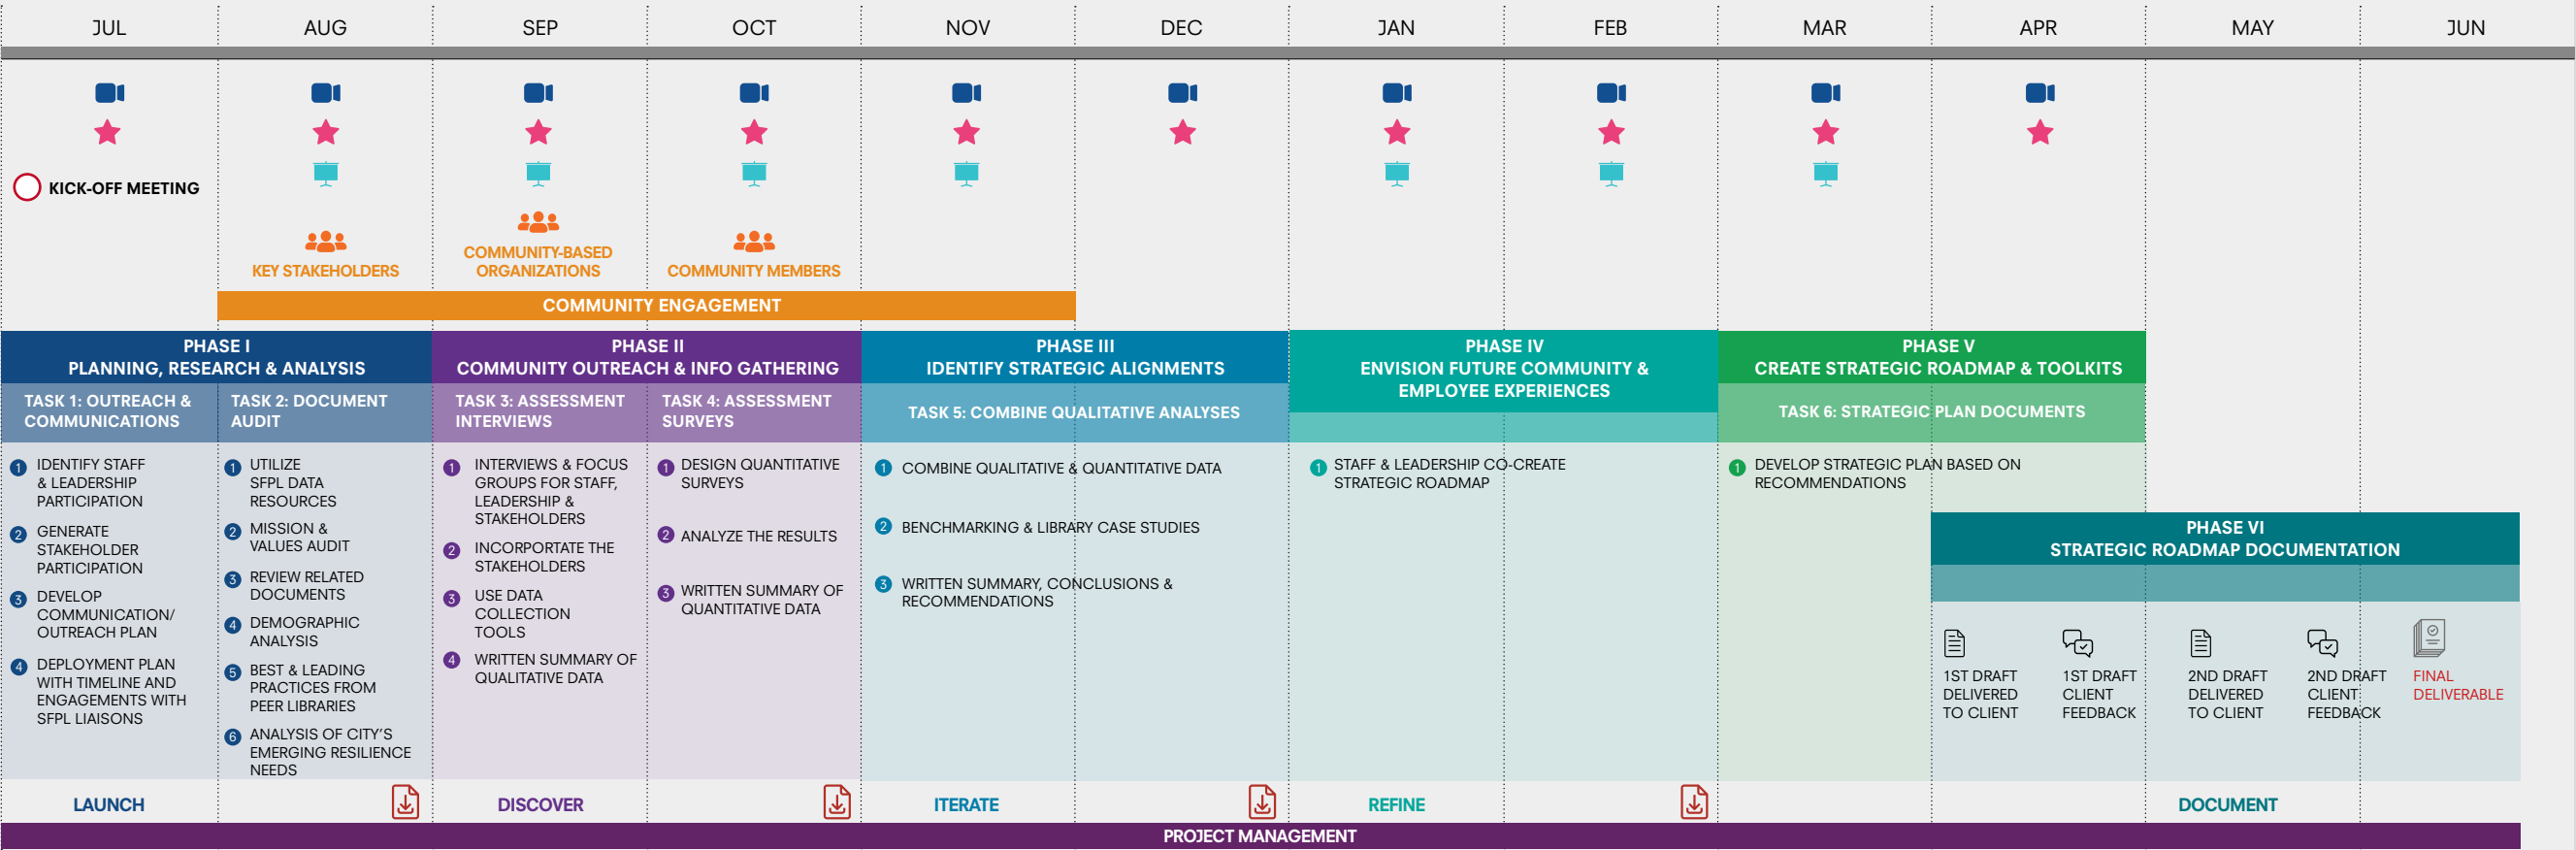 JUL AUG SEP OCT NOV DEC JAN FEB MAR APR MAY JUN
KICK-OFF MEETING
KEY STAKEHOLDERS
COMMUNITY-BASED
ORGANIZATIONS
COMMUNITY MEMBERS
COMMUNITY ENGAGEMENT
PHASE I
PLANNING, RESEARCH & ANALYSIS
TASK 1: OUTREACH &
COMMUNICATIONS
1 IDENTIFY STAFF
& LEADERSHIP
PARTICIPATION
2 GENERATE
STAKEHOLDER
PARTICIPATION
3 DEVELOP
COMMUNICATION/
OUTREACH PLAN
4 DEPLOYMENT PLAN
WITH TIMELINE AND
ENGAGEMENTS WITH
SFPL LIAISONS
TASK 2: DOCUMENT
AUDIT
1 UTILIZE
SFPL DATA
RESOURCES
2 MISSION &
VALUES AUDIT
3 REVIEW RELATED
DOCUMENTS
4 DEMOGRAPHIC
ANALYSIS
5 BEST & LEADING
PRACTICES FROM
PEER LIBRARIES
6 ANALYSIS OF CITY'S
EMERGING RESILIENCE
NEEDS
PHASE II
COMMUNITY OUTREACH & INFO GATHERING
TASK 3: ASSESSMENT
INTERVIEWS
1 INTERVIEWS & FOCUS
GROUPS FOR STAFF,
LEADERSHIP &
STAKEHOLDERS
2 INCORPORTATE THE
STAKEHOLDERS
3 USE DATA
COLLECTION
TOOLS
4 WRITTEN SUMMARY OF
QUALITATIVE DATA
TASK 4: ASSESSMENT
SURVEYS
1 DESIGN QUANTITATIVE
SURVEYS
2 ANALYZE THE RESULTS
3 WRITTEN SUMMARY OF
QUANTITATIVE DATA
PHASE III
IDENTIFY STRATEGIC ALIGNMENTS
TASK 5: COMBINE QUALITATIVE ANALYSES
1 COMBINE QUALITATIVE & QUANTITATIVE DATA
2 BENCHMARKING & LIBRARY CASE STUDIES
3 WRITTEN SUMMARY, CONCLUSIONS &
RECOMMENDATIONS
PHASE IV
ENVISION FUTURE COMMUNITY &
EMPLOYEE EXPERIENCES
1 STAFF & LEADERSHIP CO-CREATE
STRATEGIC ROADMAP
PHASE V
CREATE STRATEGIC ROADMAP & TOOLKITS
TASK 6: STRATEGIC PLAN DOCUMENTS
1 DEVELOP STRATEGIC PLAN BASED ON
RECOMMENDATIONS
PHASE VI
STRATEGIC ROADMAP DOCUMENTATION
1ST DRAFT
DELIVERED
TO CLIENT
1ST DRAFT
CLIENT
FEEDBACK
2ND DRAFT
DELIVERED
TO CLIENT
2ND DRAFT
CLIENT
FEEDBACK
FINAL
DELIVERABLE
LAUNCH DISCOVER ITERATE REFINE DOCUMENT
PROJECT MANAGEMENT